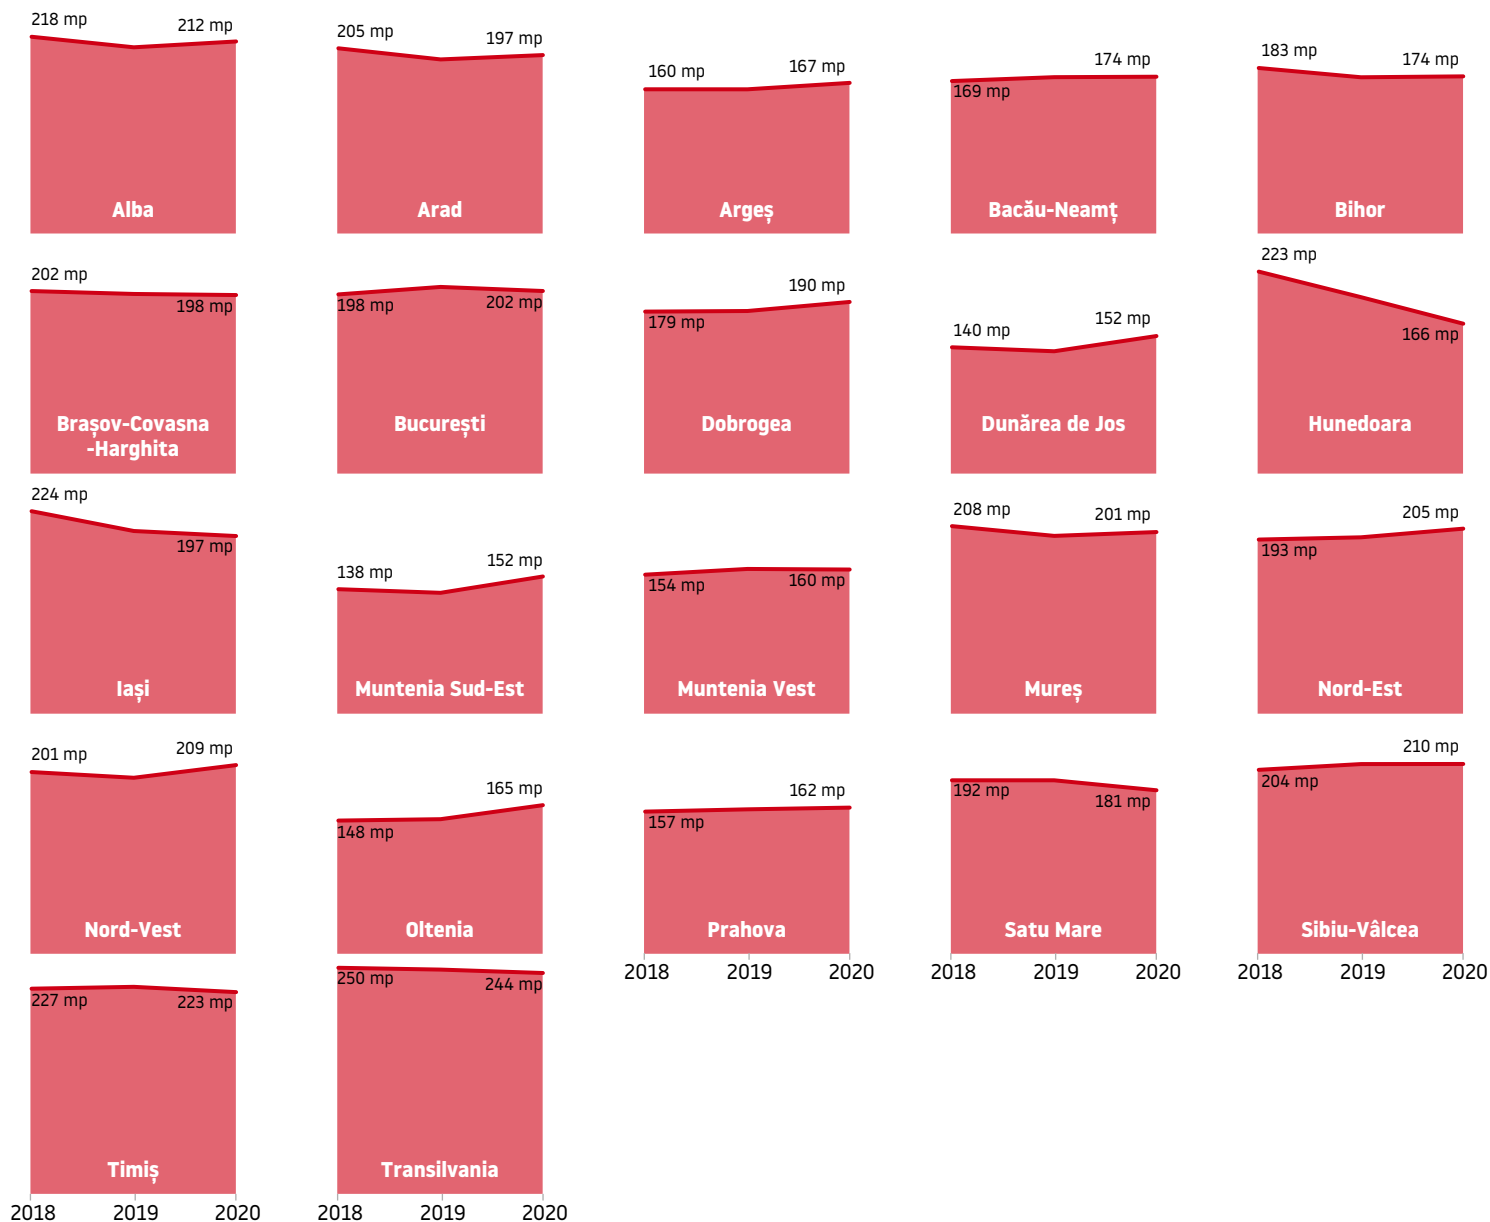 218 mp
212 mp
Alba
205 mp
197 mp
Arad
160 mp
167 mp
Argeș
169 mp
174 mp
Bacău-Neamț
183 mp
174 mp
Bihor
202 mp
198 mp
Brașov-Covasna
-Harghita
198 mp
202 mp
București
179 mp
190 mp
Dobrogea
140 mp
152 mp
Dunărea de Jos
223 mp
166 mp
Hunedoara
224 mp
197 mp
Iași
138 mp
152 mp
Muntenia Sud-Est
154 mp
160 mp
Muntenia Vest
208 mp
201 mp
Mureș
193 mp
205 mp
Nord-Est
201 mp
209 mp
Nord-Vest
148 mp
165 mp
Oltenia
157 mp
162 mp
Prahova
2018 2019 2020
192 mp
181 mp
Satu Mare
2018 2019 2020
204 mp
210 mp
Sibiu-Vâlcea
2018 2019 2020
227 mp
223 mp
Timiș
2018 2019 2020
250 mp
244 mp
Transilvania
2018 2019 2020